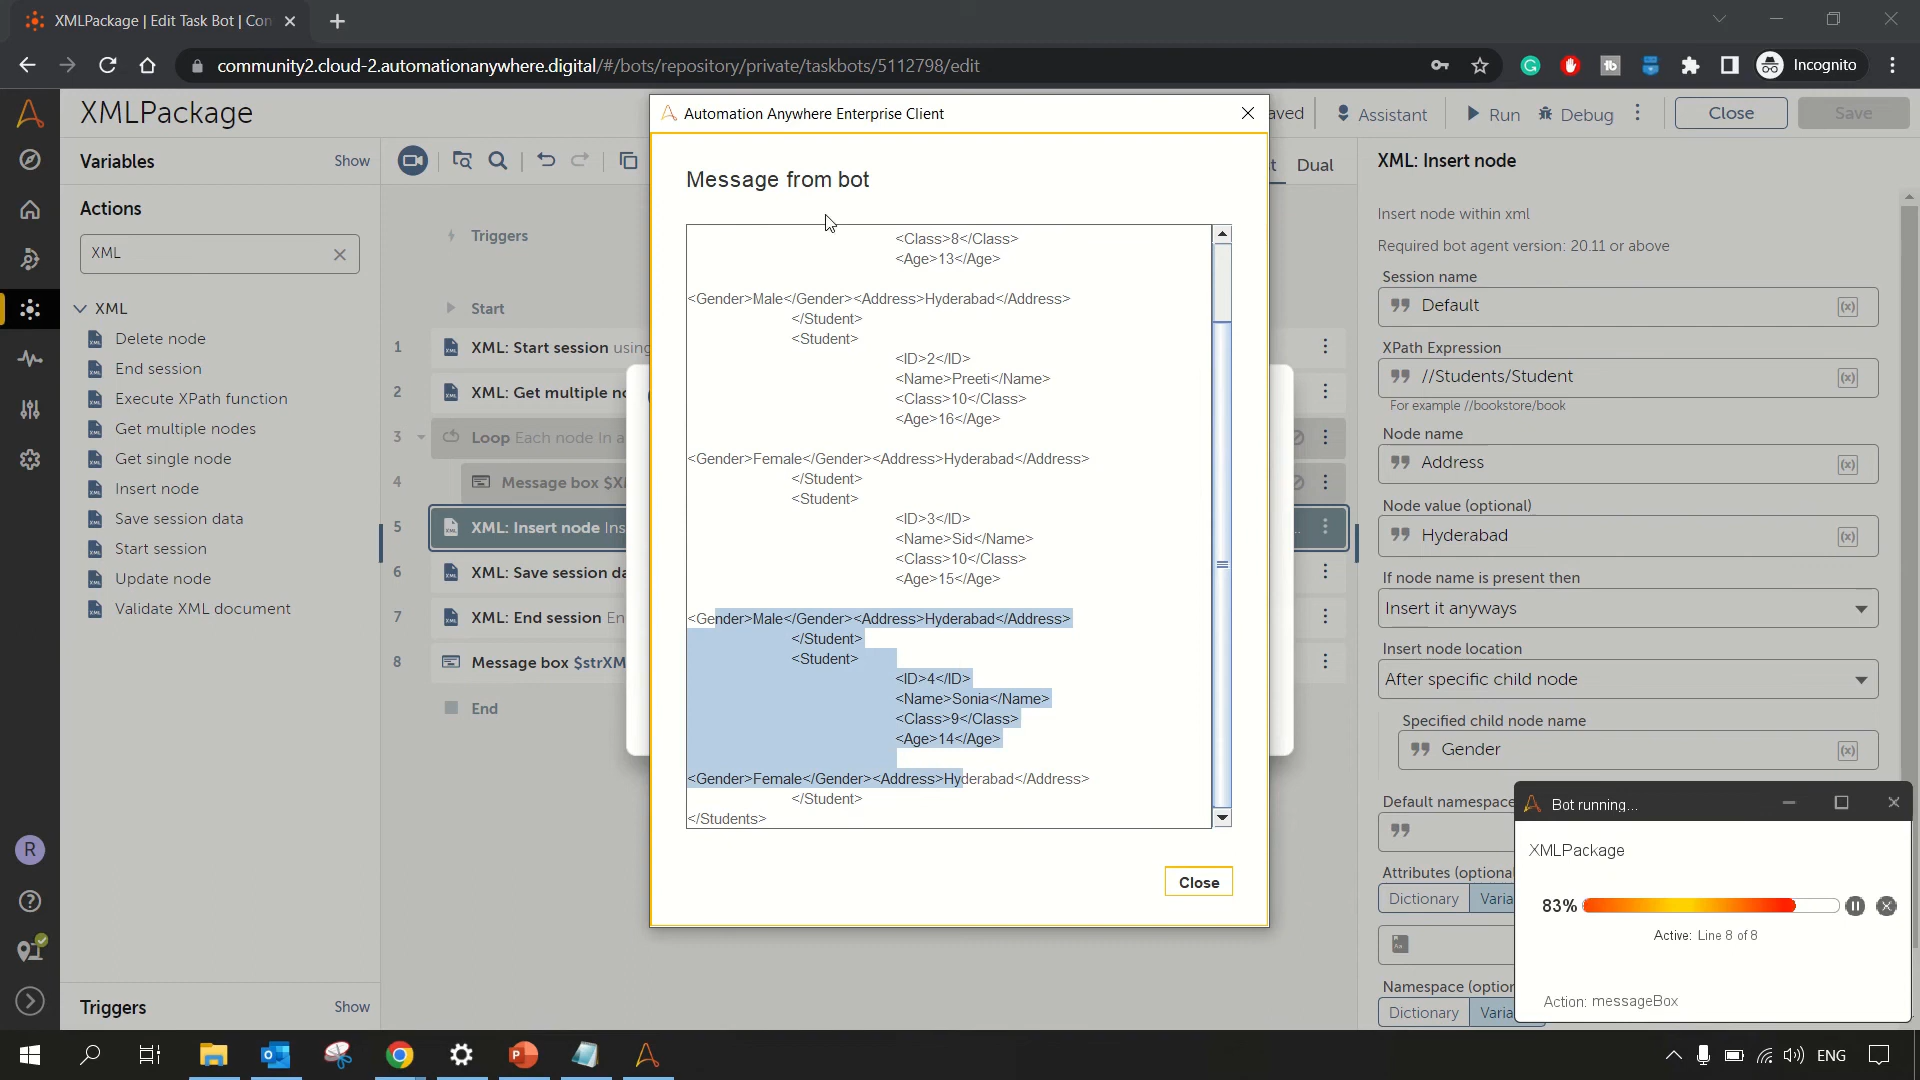 XMLPackage | Edit Task Bot | Con
community2.cloud-2.automationanywhere.digital/#/bots/repository/private/taskbots/5112798/edit
Incognito
XMLPackage
Assistant
Run
Debug
Close
Save
Variables
Show
Actions
XML
XML
Delete node
End session
Execute XPath function
Get multiple nodes
Get single node
Insert node
Save session data
Start session
Update node
Validate XML document
Triggers
Show
R
Dual
Triggers
Start
1 XML: Start session using
2 XML: Get multiple no
3 Loop Each node In a
4 Message box $XM
5 XML: Insert node Ins
6 XML: Save session da
7 XML: End session En
8 Message box $strXM
End
Automation Anywhere Enterprise Client
Message from bot
<Class>8</Class>
<Age>13</Age>
<Gender>Male</Gender><Address>Hyderabad</Address>
</Student>
<Student>
<ID>2</ID>
<Name>Preeti</Name>
<Class>10</Class>
<Age>16</Age>
<Gender>Female</Gender><Address>Hyderabad</Address>
</Student>
<Student>
<ID>3</ID>
<Name>Sid</Name>
<Class>10</Class>
<Age>15</Age>
<Gender>Male</Gender><Address>Hyderabad</Address>
</Student>
<Student>
<ID>4</ID>
<Name>Sonia</Name>
<Class>9</Class>
<Age>14</Age>
<Gender>Female</Gender><Address>Hyderabad</Address>
</Student>
</Students>
Close
XML: Insert node
Insert node within xml
Required bot agent version: 20.11 or above
Session name
Default
(x)
XPath Expression
//Students/Student
(x)
For example //bookstore/book
Node name
Address
(x)
Node value (optional)
Hyderabad
(x)
If node name is present then
Insert it anyways
Insert node location
After specific child node
Specified child node name
Gender
(x)
Default namespace
Attributes (optiona
Dictionary
Varia
Namespace (option
Dictionary
Varia
Bot running...
XMLPackage
83%
Active: Line 8 of 8
Action: messageBox
ENG